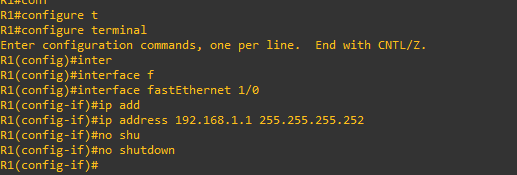 R1#conf
R1#configure t
R1#configure terminal
Enter configuration commands, one per line.  End with CNTL/Z.
R1(config)#inter
R1(config)#interface f
R1(config)#interface fastEthernet 1/0
R1(config-if)#ip add
R1(config-if)#ip address 192.168.1.1 255.255.255.252
R1(config-if)#no shu
R1(config-if)#no shutdown
R1(config-if)#